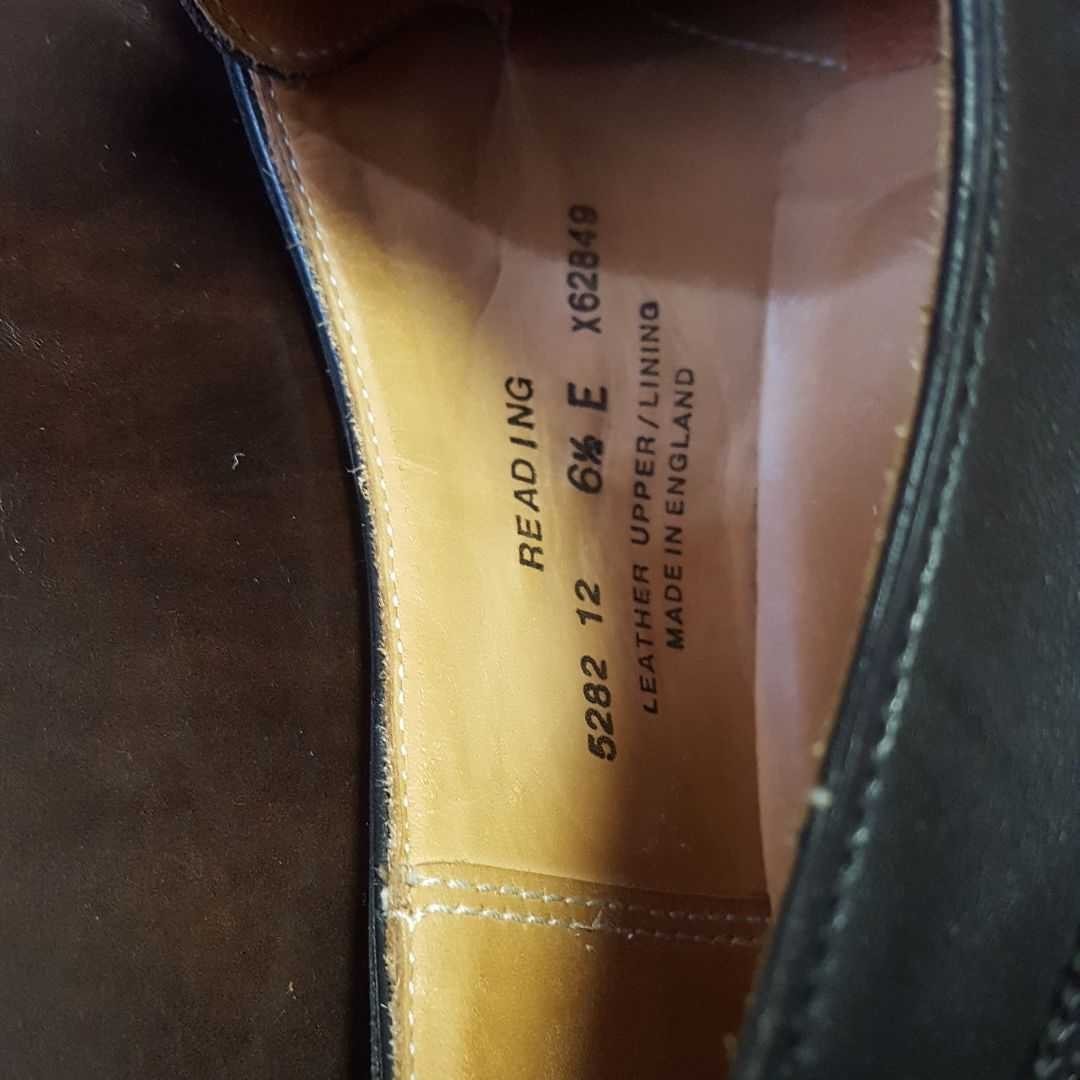 READING
5282 12 6½ E X62849
LEATHER UPPER/LINING
MADE IN ENGLAND